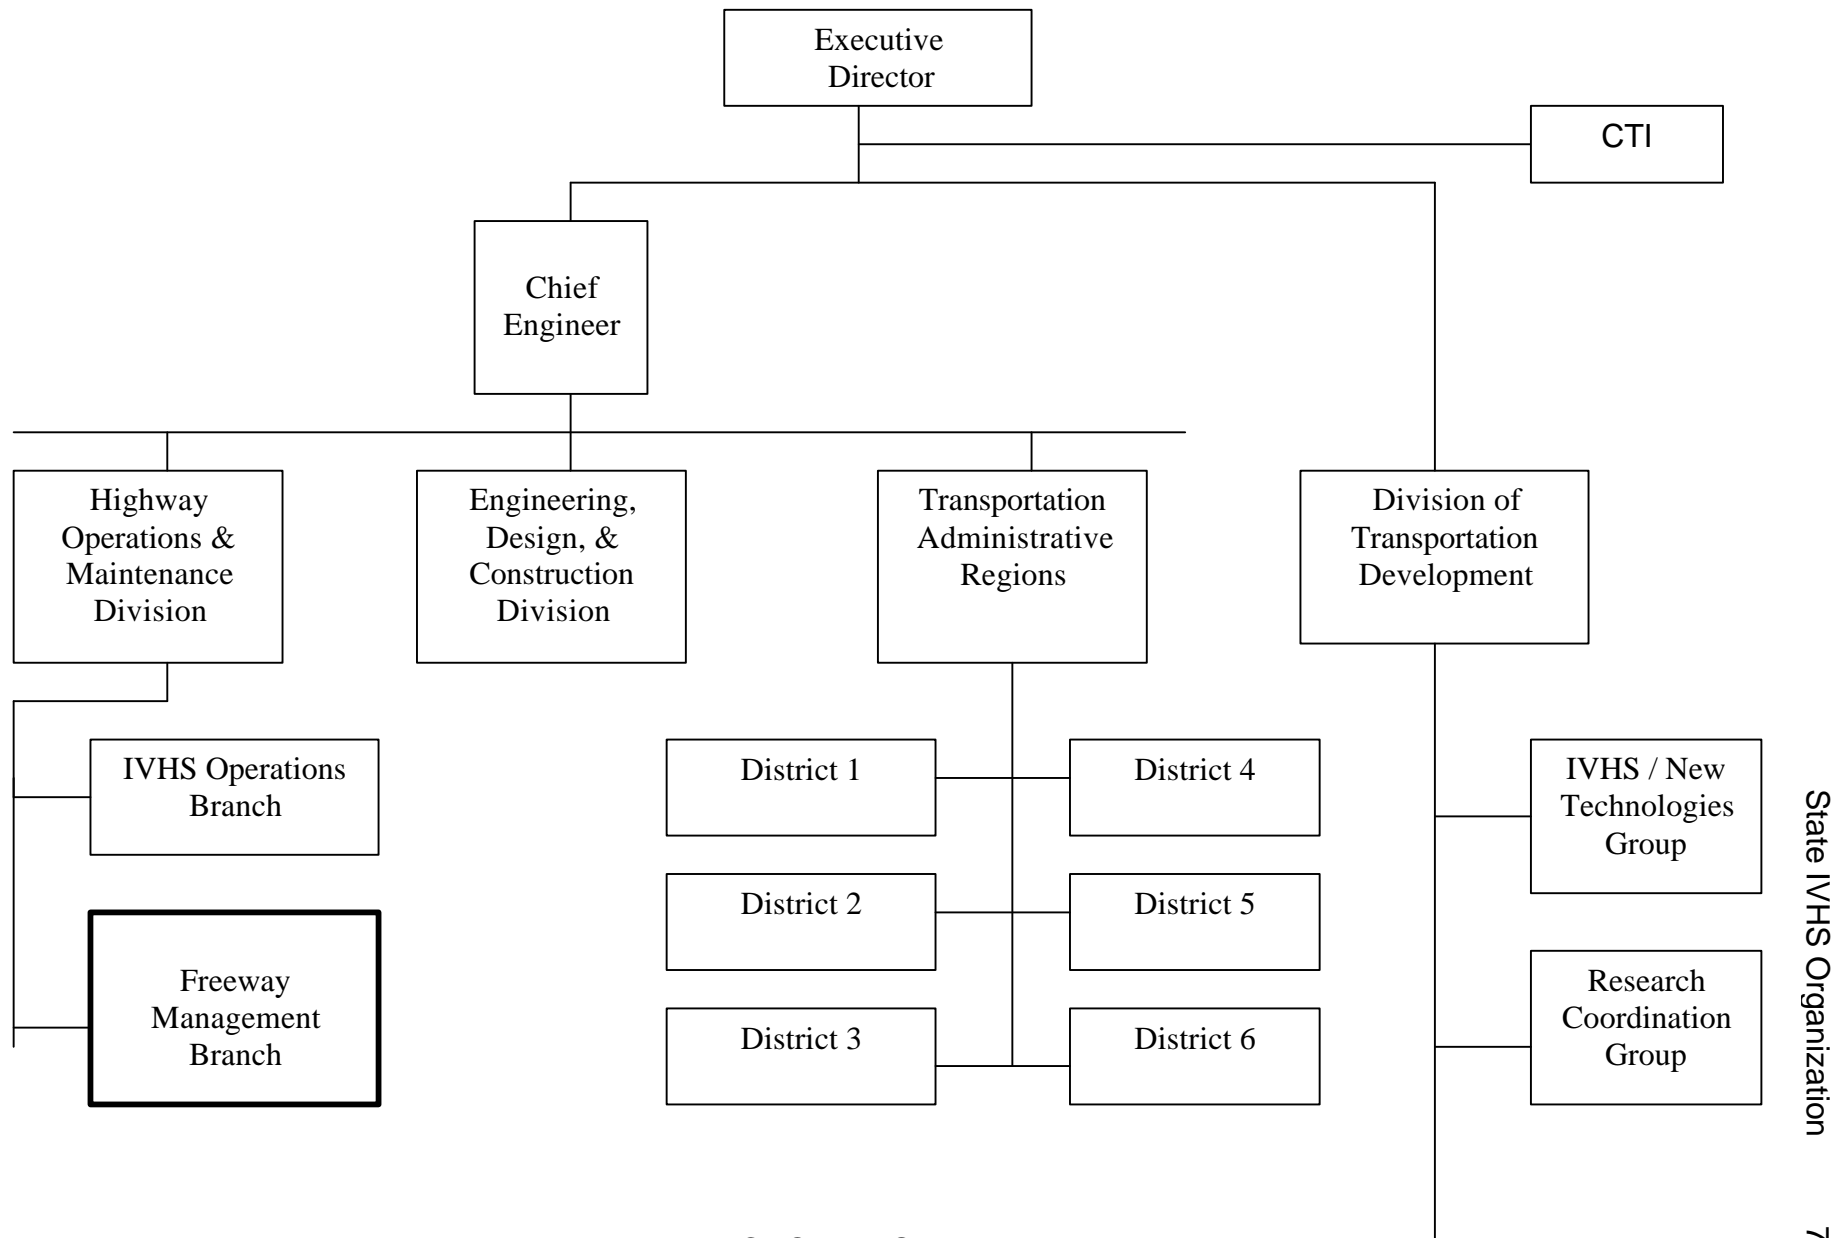 Executive
Director
CTI
Chief
Engineer
Highway
Operations &
Maintenance
Division
Engineering,
Design, &
Construction
Division
Transportation
Administrative
Regions
Division of
Transportation
Development
IVHS Operations
Branch
Freeway
Management
Branch
District 1
District 4
District 2
District 5
District 3
District 6
IVHS / New
Technologies
Group
Research
Coordination
Group
State IVHS Organization